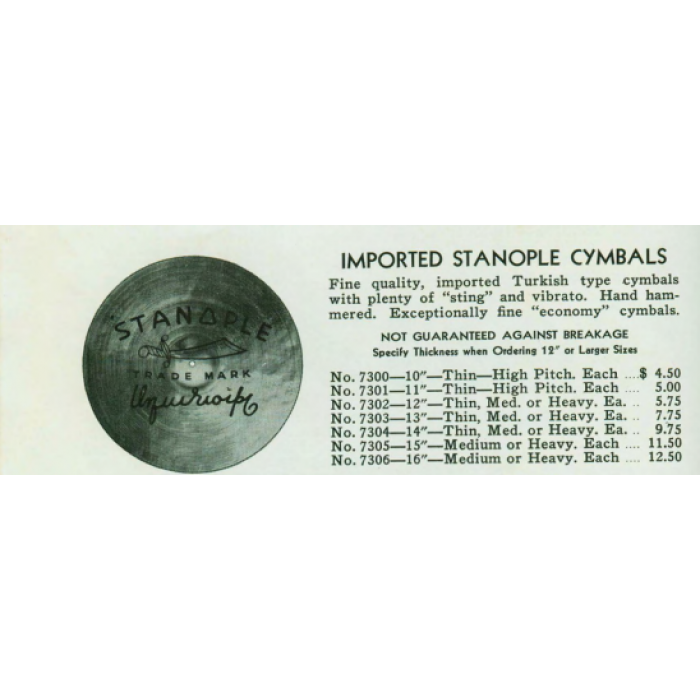 STANOPLE
TRADE MARK
IMPORTED STANOPLE CYMBALS
Fine quality, imported Turkish type cymbals
with plenty of "sting" and vibrato. Hand ham-
mered. Exceptionally fine "economy" cymbals.
NOT GUARANTEED AGAINST BREAKAGE
Specify Thickness when Ordering 12" or Larger Sizes
No. 7300—10"—Thin—High Pitch. Each ...$ 4.50
No. 7301—11"—Thin—High Pitch. Each .... 5.00
No. 7302—12"—Thin, Med. or Heavy. Ea. . 5.75
No. 7303—13"—Thin, Med. or Heavy. Ea. .. 7.75
No. 7304—14"—Thin, Med. or Heavy. Ea. .. 9.75
No. 7305—15"—Medium or Heavy. Each .... 11.50
No. 7306—16"—Medium or Heavy. Each .... 12.50